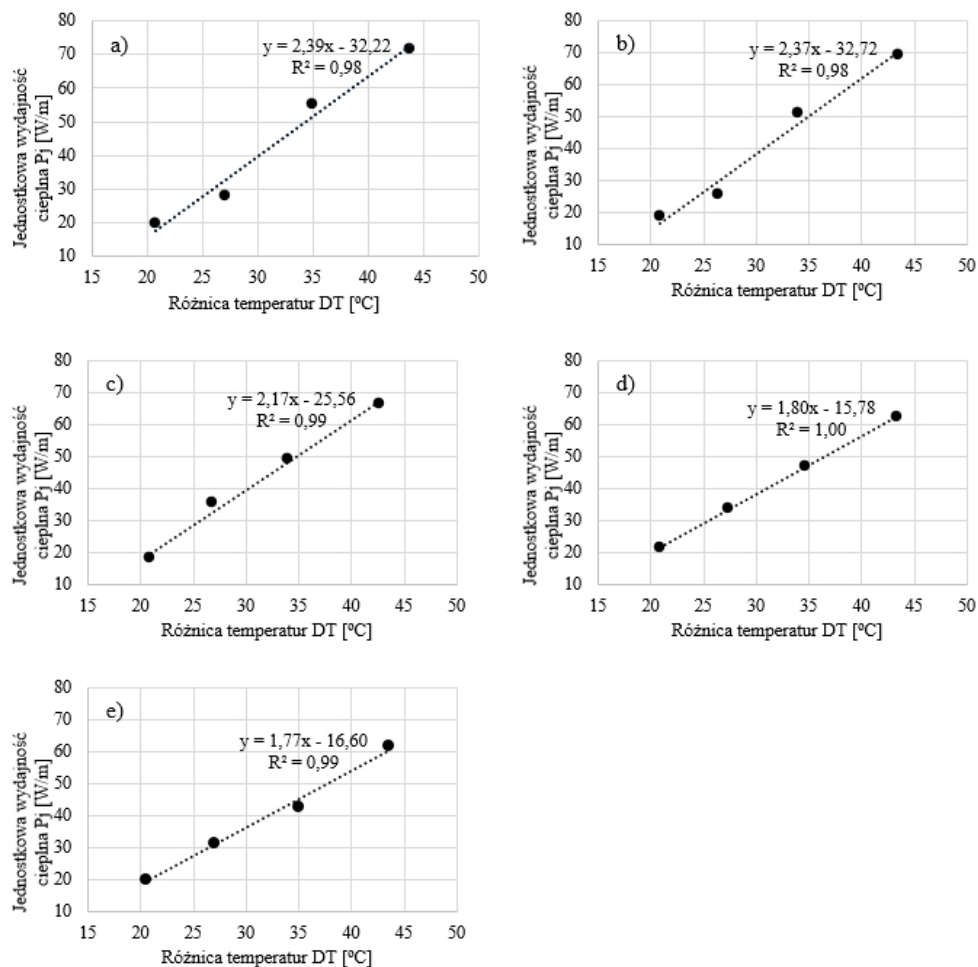 a)
y = 2,39x - 32,22
R² = 0,98
Jednostkowa wydajność
cieplna Pj [W/m]
80
70
60
50
40
30
20
10
15 20 25 30 35 40 45 50
Różnica temperatur DT [⁰C]
b)
y = 2,37x - 32,72
R² = 0,98
Jednostkowa wydajność
cieplna Pj [W/m]
80
70
60
50
40
30
20
10
15 20 25 30 35 40 45 50
Różnica temperatur DT [⁰C]
c)
y = 2,17x - 25,56
R² = 0,99
Jednostkowa wydajność
cieplna Pj [W/m]
80
70
60
50
40
30
20
10
15 20 25 30 35 40 45 50
Różnica temperatur DT [⁰C]
d)
y = 1,80x - 15,78
R² = 1,00
Jednostkowa wydajność
cieplna Pj [W/m]
80
70
60
50
40
30
20
10
15 20 25 30 35 40 45 50
Różnica temperatur DT [⁰C]
e)
y = 1,77x - 16,60
R² = 0,99
Jednostkowa wydajność
cieplna Pj [W/m]
80
70
60
50
40
30
20
10
15 20 25 30 35 40 45 50
Różnica temperatur DT [⁰C]